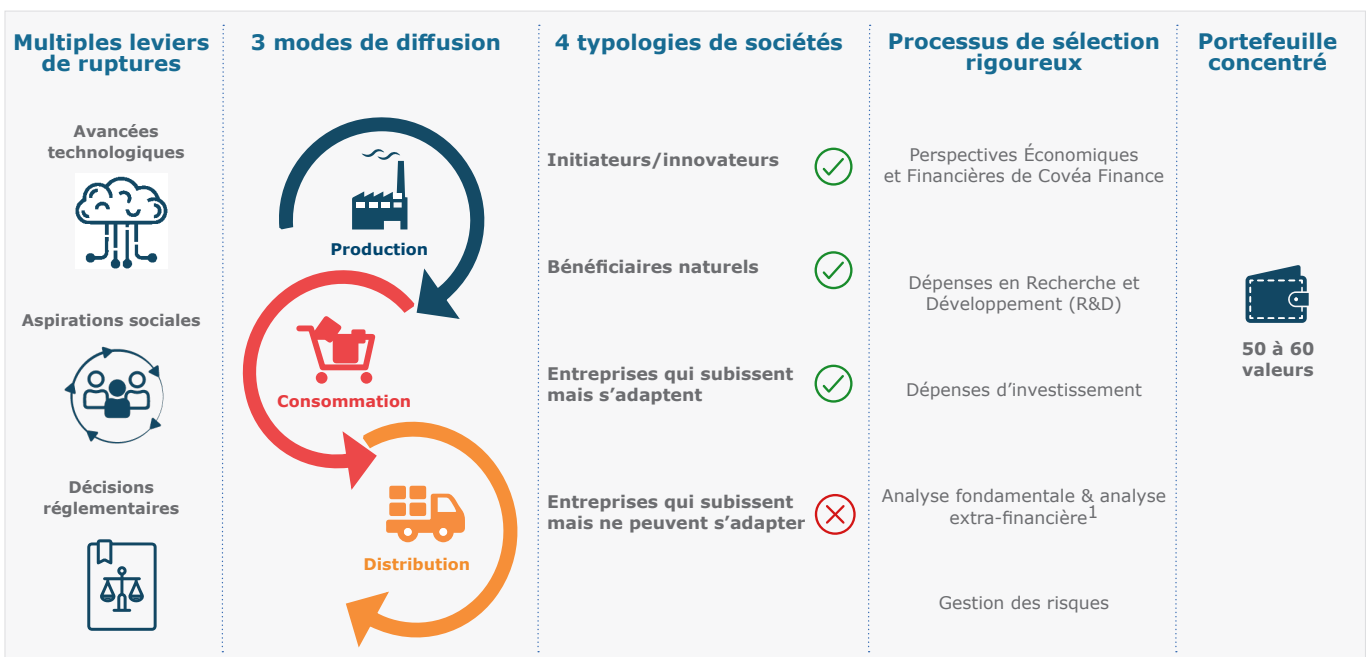 Multiples leviers
de ruptures
Avancées
technologiques
Aspirations sociales
Décisions
réglementaires
3 modes de diffusion
Production
Consommation
Distribution
4 typologies de sociétés
Initiateurs/innovateurs
Bénéficiaires naturels
Entreprises qui subissent
mais s’adaptent
Entreprises qui subissent
mais ne peuvent s’adapter
Processus de sélection
rigoureux
Perspectives Économiques
et Financières de Covéa Finance
Dépenses en Recherche et
Développement (R&D)
Dépenses d’investissement
Analyse fondamentale & analyse
extra-financière1
Gestion des risques
Portefeuille
concentré
50 à 60
valeurs